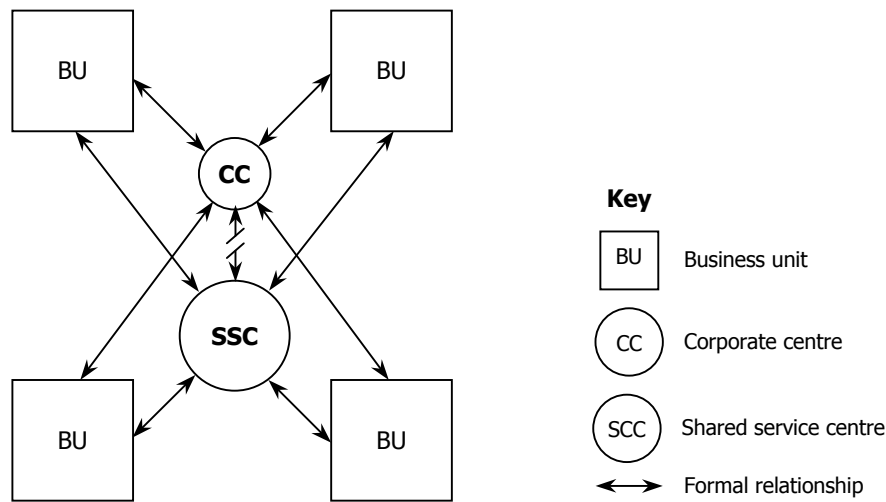 BU
BU
CC
SSC
BU
BU
Key
BU Business unit
CC Corporate centre
SCC Shared service centre
Formal relationship